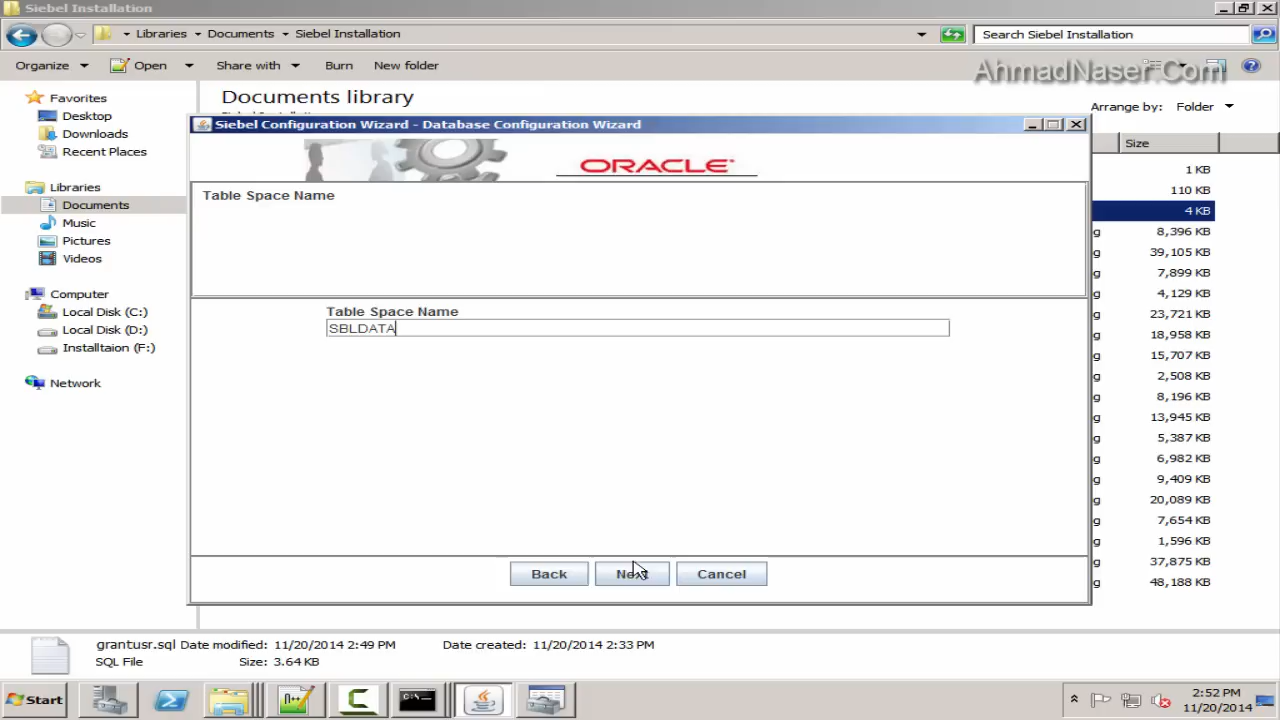 Siebel Installation
Libraries Documents Siebel Installation
Search Siebel Installation
Organize Open Share with Burn New folder
AhmadNaser.Com
Favorites
Desktop
Downloads
Recent Places
Libraries
Documents
Music
Pictures
Videos
Computer
Local Disk (C:)
Local Disk (D:)
Installtaion (F:)
Network
Documents library
Arrange by: Folder
Size
1 KB
110 KB
4 KB
g 8,396 KB
g 39,105 KB
g 7,899 KB
g 4,129 KB
g 23,721 KB
g 18,958 KB
g 15,707 KB
g 2,508 KB
g 8,196 KB
g 13,945 KB
g 5,387 KB
g 6,982 KB
g 9,409 KB
g 20,089 KB
g 7,654 KB
g 1,596 KB
g 37,875 KB
g 48,188 KB
Siebel Configuration Wizard - Database Configuration Wizard
ORACLE
Table Space Name
Table Space Name
SBLDATA
Back Next Cancel
grantusr.sql Date modified: 11/20/2014 2:49 PM Date created: 11/20/2014 2:33 PM
SQL File Size: 3.64 KB
Start
2:52 PM
11/20/2014